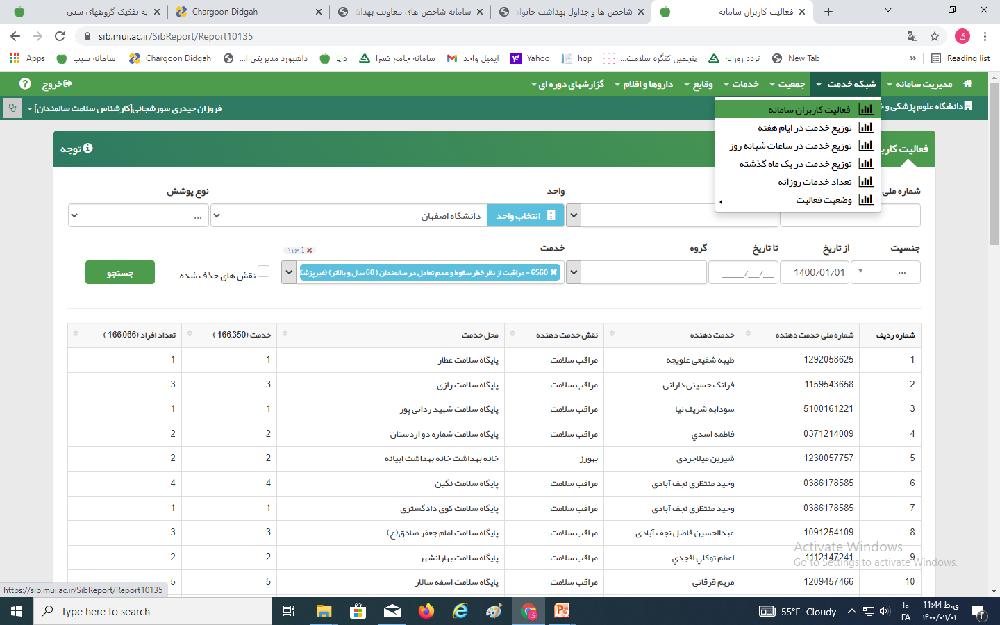 به تفکیک گروههای سنی
Chargoon Didgah
سامانه شاخص های معاونت بهداش
شاخص ها و جداول بهداشت خانواد
فعالیت کاربران سامانه
sib.mui.ac.ir/SibReport/Report10135
Apps
سامانه سیب
Chargoon Didgah
داشبورد مدیریتی ا...
داپا
سامانه جامع کسرا
ایمیل واحد
Yahoo
hop
پنجمین کنگره سلامت...
تردد روزانه
New Tab
»
Reading list
مدیریت سامانه
شبکه خدمت
جمعیت
خدمات
وقایع
داروها و اقلام
گزارشهای دوره ای
خروج
دانشگاه علوم پزشکی و خ
فروزان حیدری سورشجانی[کارشناس سلامت سالمندان]
فعالیت کاربران سامانه
توزیع خدمت در ایام هفته
توزیع خدمت در ساعات شبانه روز
توزیع خدمت در یک ماه گذشته
تعداد خدمات روزانه
وضعیت فعالیت
فعالیت کارب
توجه
شماره ملی
واحد
نوع پوشش
انتخاب واحد
دانشگاه اصفهان
...
جنسیت
از تاریخ
تا تاریخ
گروه
خدمت
1 مورد
...
1400/01/01
__/__/____
6560 - مراقبت از نظر خطر سقوط و عدم تعادل در سالمندان ( 60 سال و بالاتر) (غیرپزشک
نقش های حذف شده
جستجو
شماره ردیف شماره ملی خدمت دهنده خدمت دهنده نقش خدمت دهنده محل خدمت خدمت (166,350 ) تعداد افراد (166,066 )
1 1292058625 طیبه شفیعی علویجه مراقب سلامت پایگاه سلامت عطار 1 1
2 1159543658 فرانک حسینی دارانی مراقب سلامت پایگاه سلامت رازی 3 3
3 5100161221 سودابه شریف نیا مراقب سلامت پایگاه سلامت شهید ردانی پور 1 1
4 0371214009 فاطمه اسدي مراقب سلامت پایگاه سلامت شماره دو اردستان 2 2
5 1230057757 شیرین میلاجردی بهورز خانه بهداشت خانه بهداشت ابیانه 2 2
6 0386178585 وحید منتظری نجف آبادی مراقب سلامت پایگاه سلامت نگین 4 4
7 0386178585 وحید منتظری نجف آبادی مراقب سلامت پایگاه سلامت کوی دادگستری 1 1
8 1091254109 عبدالحسین فاضل نجف آبادی مراقب سلامت پایگاه سلامت امام جعفر صادق(ع) 3 3
9 1112147241 اعظم توکلي افجدي مراقب سلامت پایگاه سلامت بهارانشهر 2 2
10 1209457466 مریم قرقانی مراقب سلامت پایگاه سلامت اسفه سالار 5 5
Activate Windows
Go to Settings to activate Windows.
https://sib.mui.ac.ir/SibReport/Report10135
Type here to search
55°F Cloudy
فا
FA
11:44 ق.ظ
۱۴۰۰/۰۹/۰۲